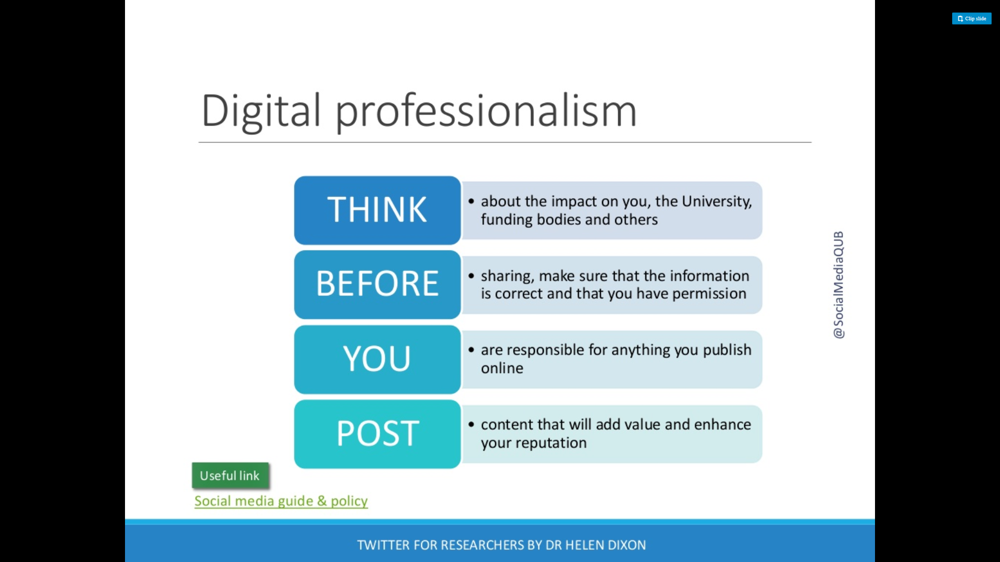 Clip slide
Digital professionalism
THINK
• about the impact on you, the University,
funding bodies and others
BEFORE
• sharing, make sure that the information
is correct and that you have permission
YOU
• are responsible for anything you publish
online
POST
• content that will add value and enhance
your reputation
@SocialMediaQUB
Useful link
Social media guide & policy
TWITTER FOR RESEARCHERS BY DR HELEN DIXON